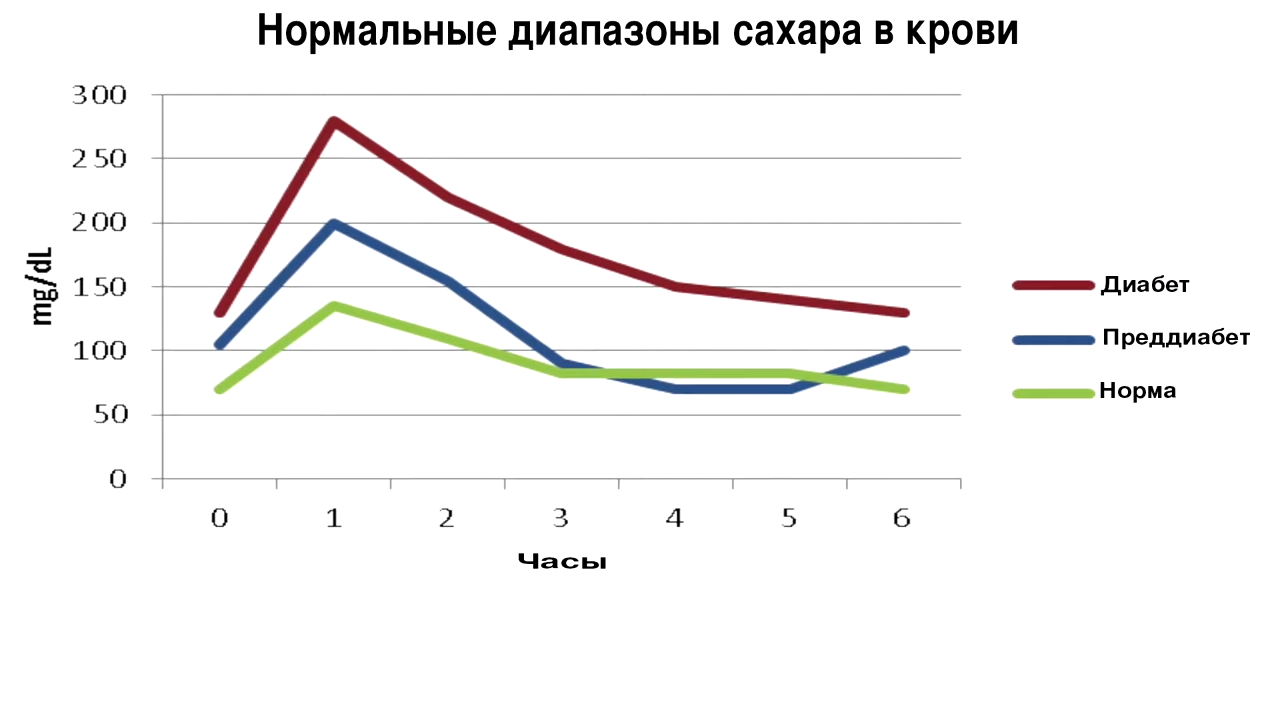 Нормальные диапазоны сахара в крови
300
250
200
150
100
50
0
mg/dL
0 1 2 3 4 5 6
Часы
Диабет
Преддиабет
Норма